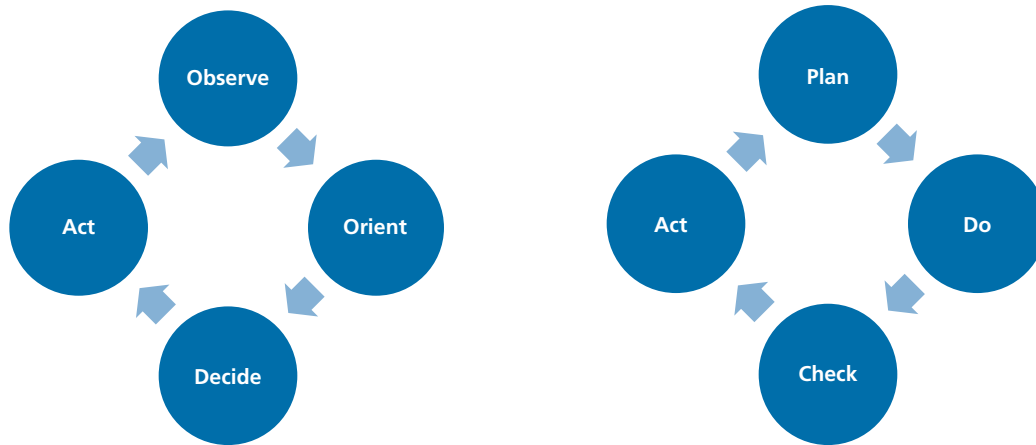 Observe
Orient
Decide
Act
Plan
Do
Check
Act